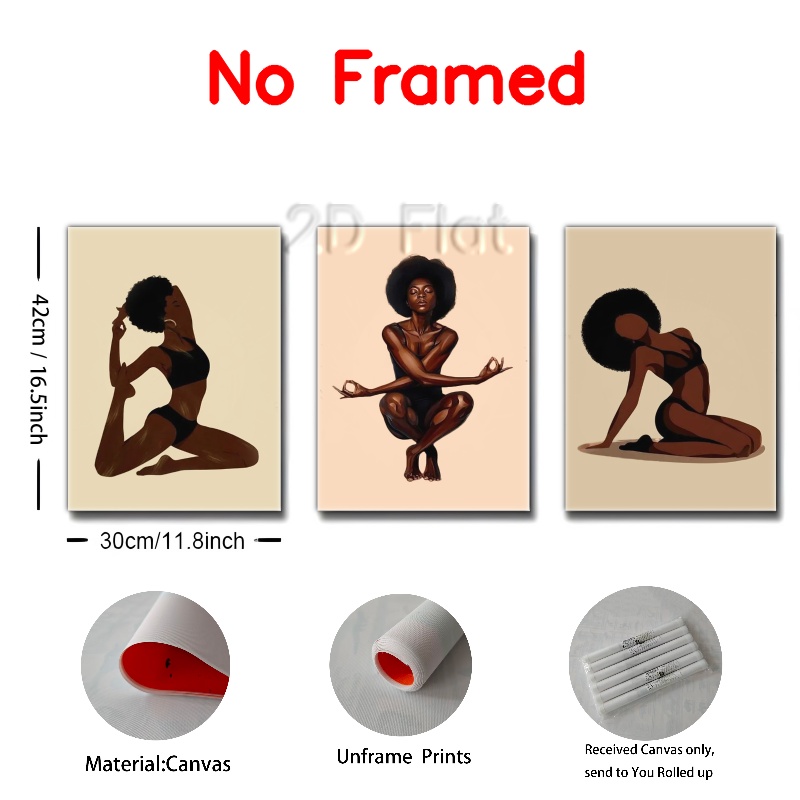 No Framed
2D Flat
42cm / 16.5inch
30cm/11.8inch
Material:Canvas
Unframe Prints
Received Canvas only,
send to You Rolled up